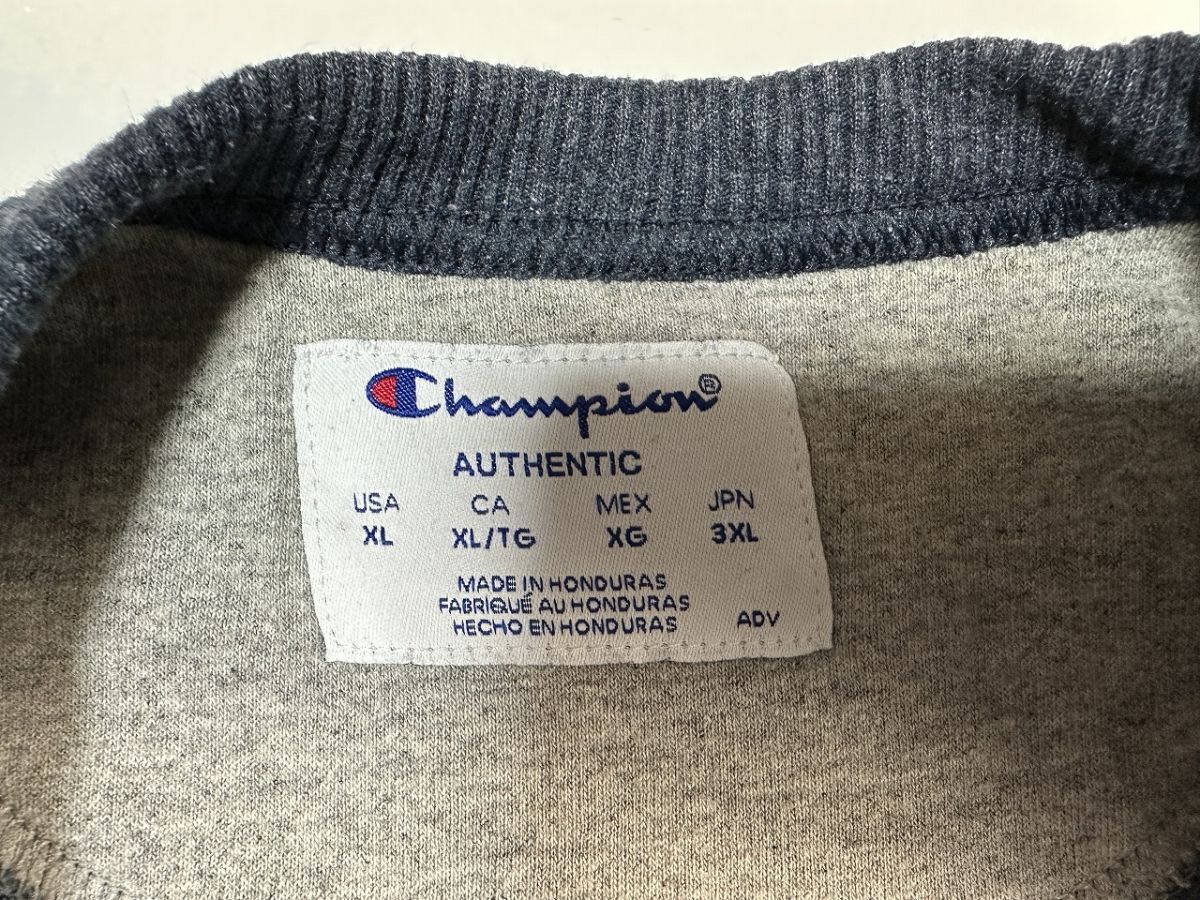 Champion®
AUTHENTIC
USA CA MEX JPN
XL XL/TG XG 3XL
MADE IN HONDURAS
FABRIQUÉ AU HONDURAS
HECHO EN HONDURAS ADV